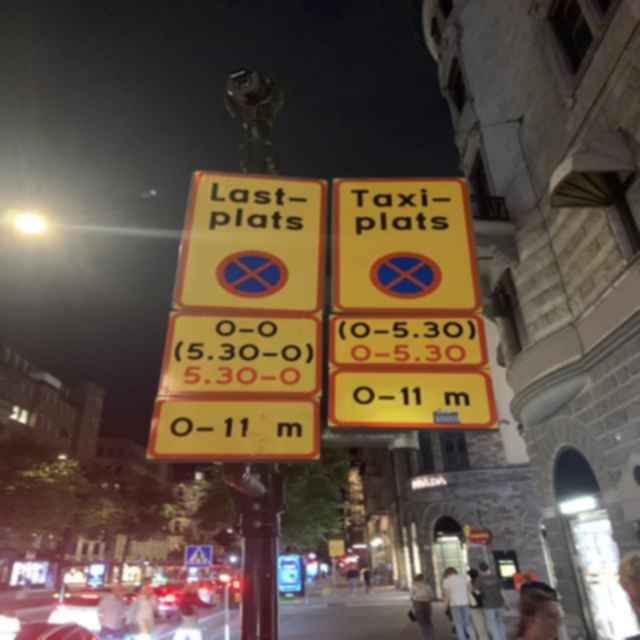 Last-
plats
0-0
(5.30-0)
5.30-0
0-11 m
Taxi-
plats
(0-5.30)
0-5.30
0-11 m